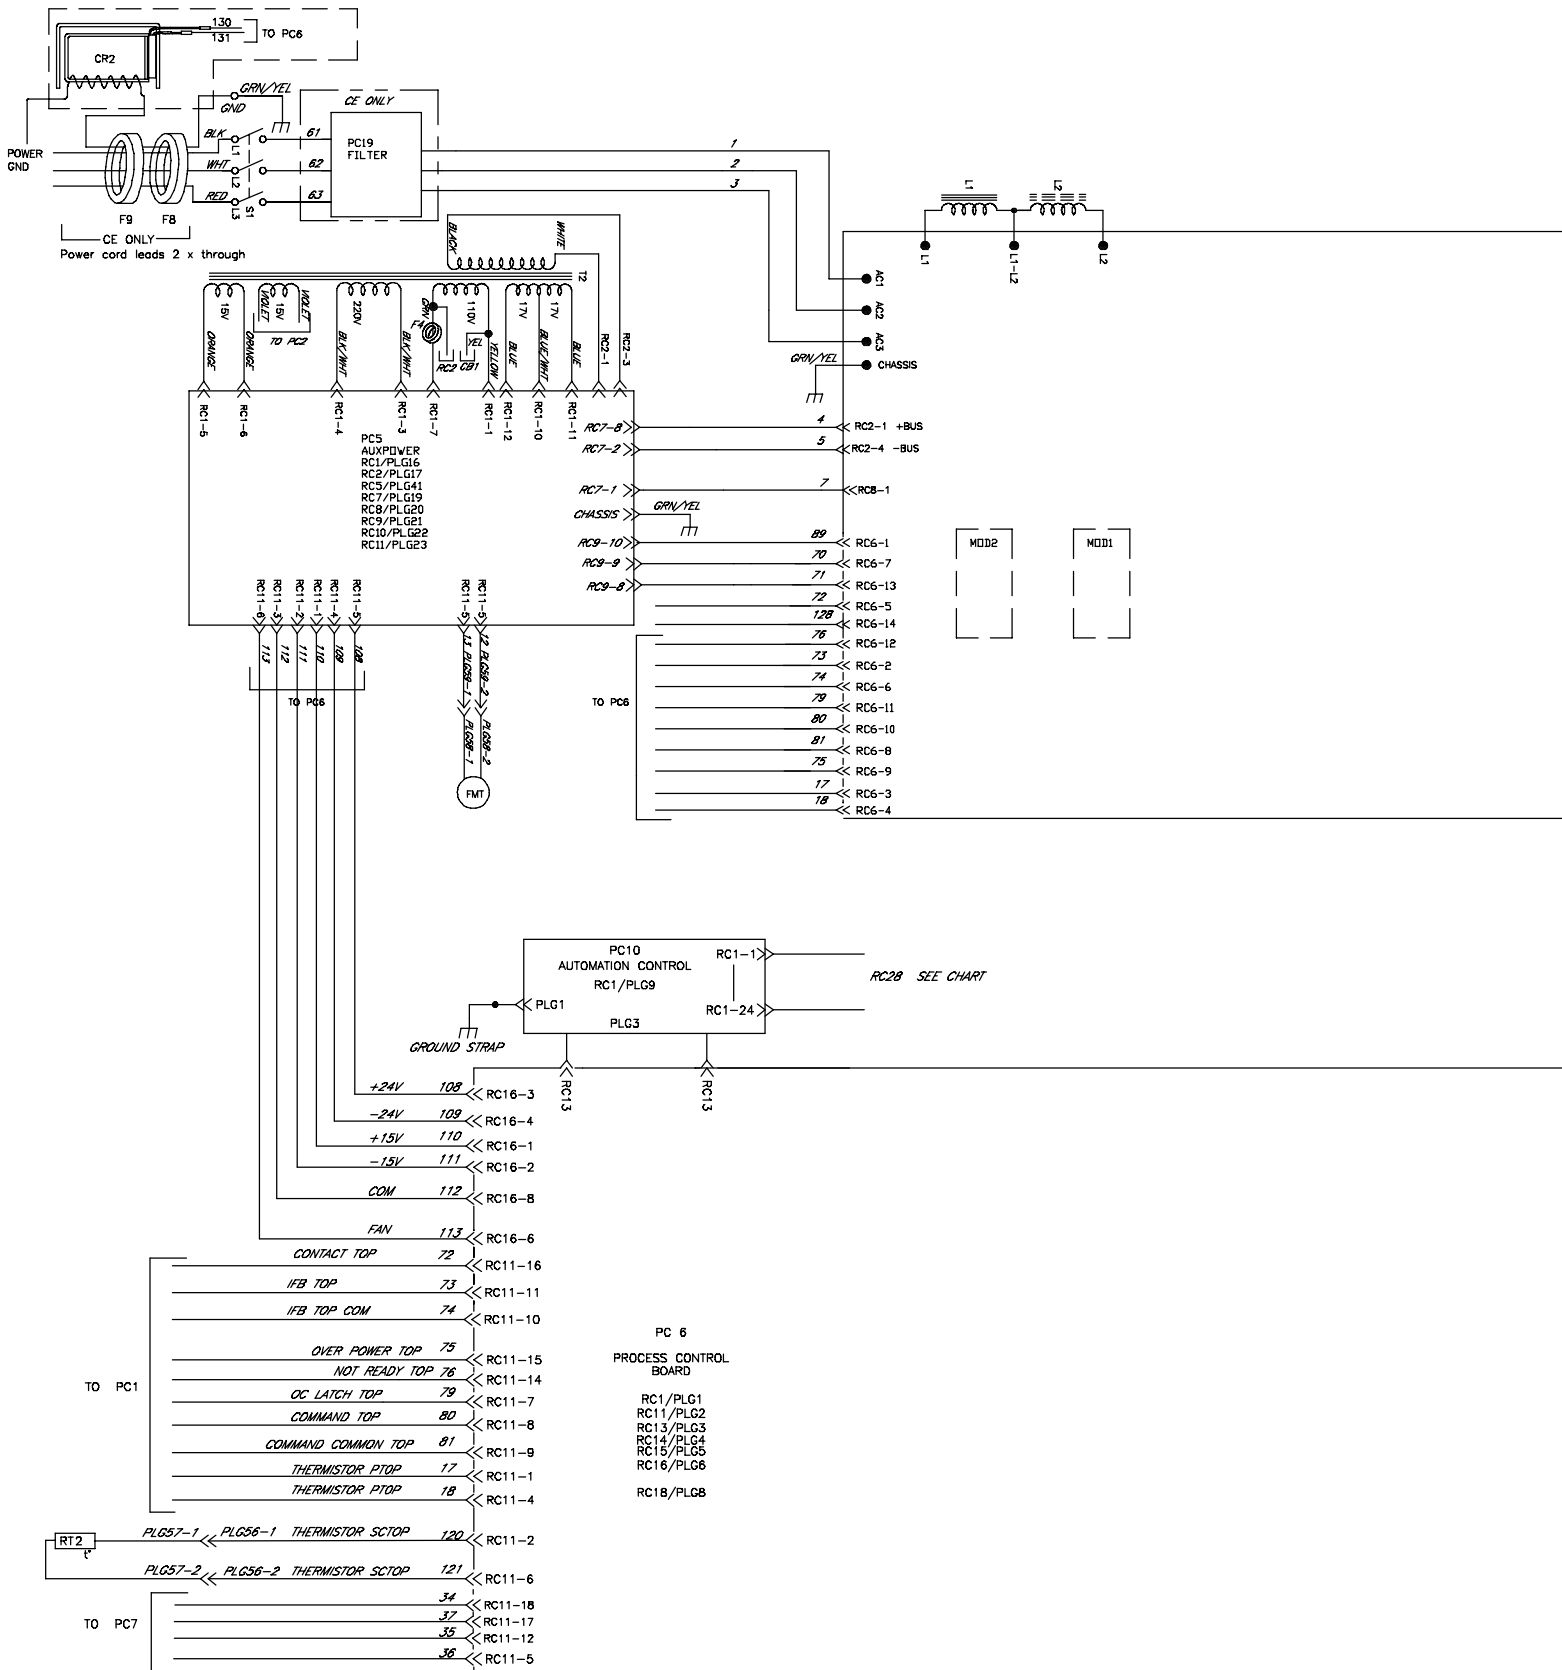 130
131
TO PC6
CR2
GRN/YEL
GND
CE ONLY
POWER
GND
BLK
L1
WHT
L2
RED
L3
S1
61
62
63
PC19
FILTER
1
2
3
F9
F8
CE ONLY
Power cord leads 2 x through
L1
L2
L1
L1-L2
L2
BLACK
WHITE
T2
15V
VIOLET
15V
VIOLET
TO PC2
220V
GRN
F4
110V
YEL
RC2
CB1
17V
17V
ORANGE
ORANGE
BLK/WHT
BLK/WHT
YELLOW
BLUE
BLUE/WHT
BLUE
RC2-1
RC2-3
AC1
AC2
AC3
GRN/YEL
CHASSIS
RC1-5
RC1-6
RC1-4
RC1-3
RC1-7
RC1-1
RC1-12
RC1-10
RC1-11
PC5
AUXPOWER
RC1/PLG16
RC2/PLG17
RC5/PLG41
RC7/PLG19
RC8/PLG20
RC9/PLG21
RC10/PLG22
RC11/PLG23
RC7-8
4
RC2-1 +BUS
RC7-2
5
RC2-4 -BUS
RC7-1
7
RC8-1
CHASSIS
GRN/YEL
RC9-10
89
RC6-1
RC9-9
70
RC6-7
RC9-8
71
RC6-13
72
RC6-5
128
RC6-14
76
RC6-12
73
RC6-2
74
RC6-6
79
RC6-11
80
RC6-10
81
RC6-8
75
RC6-9
17
RC6-3
18
RC6-4
TO PC6
MOD2
MOD1
RC11-6
RC11-3
RC11-2
RC11-1
RC11-4
RC11-5
RC11-5
RC11-5
113
112
111
110
109
108
TO PC6
13 PLG59-1
12 PLG59-2
PLG58-1
PLG58-2
FMT
PC10
AUTOMATION CONTROL
RC1/PLG9
RC1-1
RC1-24
PLG1
PLG3
RC28 SEE CHART
GROUND STRAP
RC13
RC13
+24V 108 RC16-3
-24V 109 RC16-4
+15V 110 RC16-1
-15V 111 RC16-2
COM 112 RC16-8
FAN 113 RC16-6
CONTACT TOP 72 RC11-16
IFB TOP 73 RC11-11
IFB TOP COM 74 RC11-10
OVER POWER TOP 75 RC11-15
NOT READY TOP 76 RC11-14
OC LATCH TOP 79 RC11-7
COMMAND TOP 80 RC11-8
COMMAND COMMON TOP 81 RC11-9
THERMISTOR PTOP 17 RC11-1
THERMISTOR PTOP 18 RC11-4
TO PC1
PC 6
PROCESS CONTROL
BOARD
RC1/PLG1
RC11/PLG2
RC13/PLG3
RC14/PLG4
RC15/PLG5
RC16/PLG6
RC18/PLG8
RT2
t°
PLG57-1 PLG56-1 THERMISTOR SCTOP 120 RC11-2
PLG57-2 PLG56-2 THERMISTOR SCTOP 121 RC11-6
TO PC7
34 RC11-18
37 RC11-17
35 RC11-12
36 RC11-5